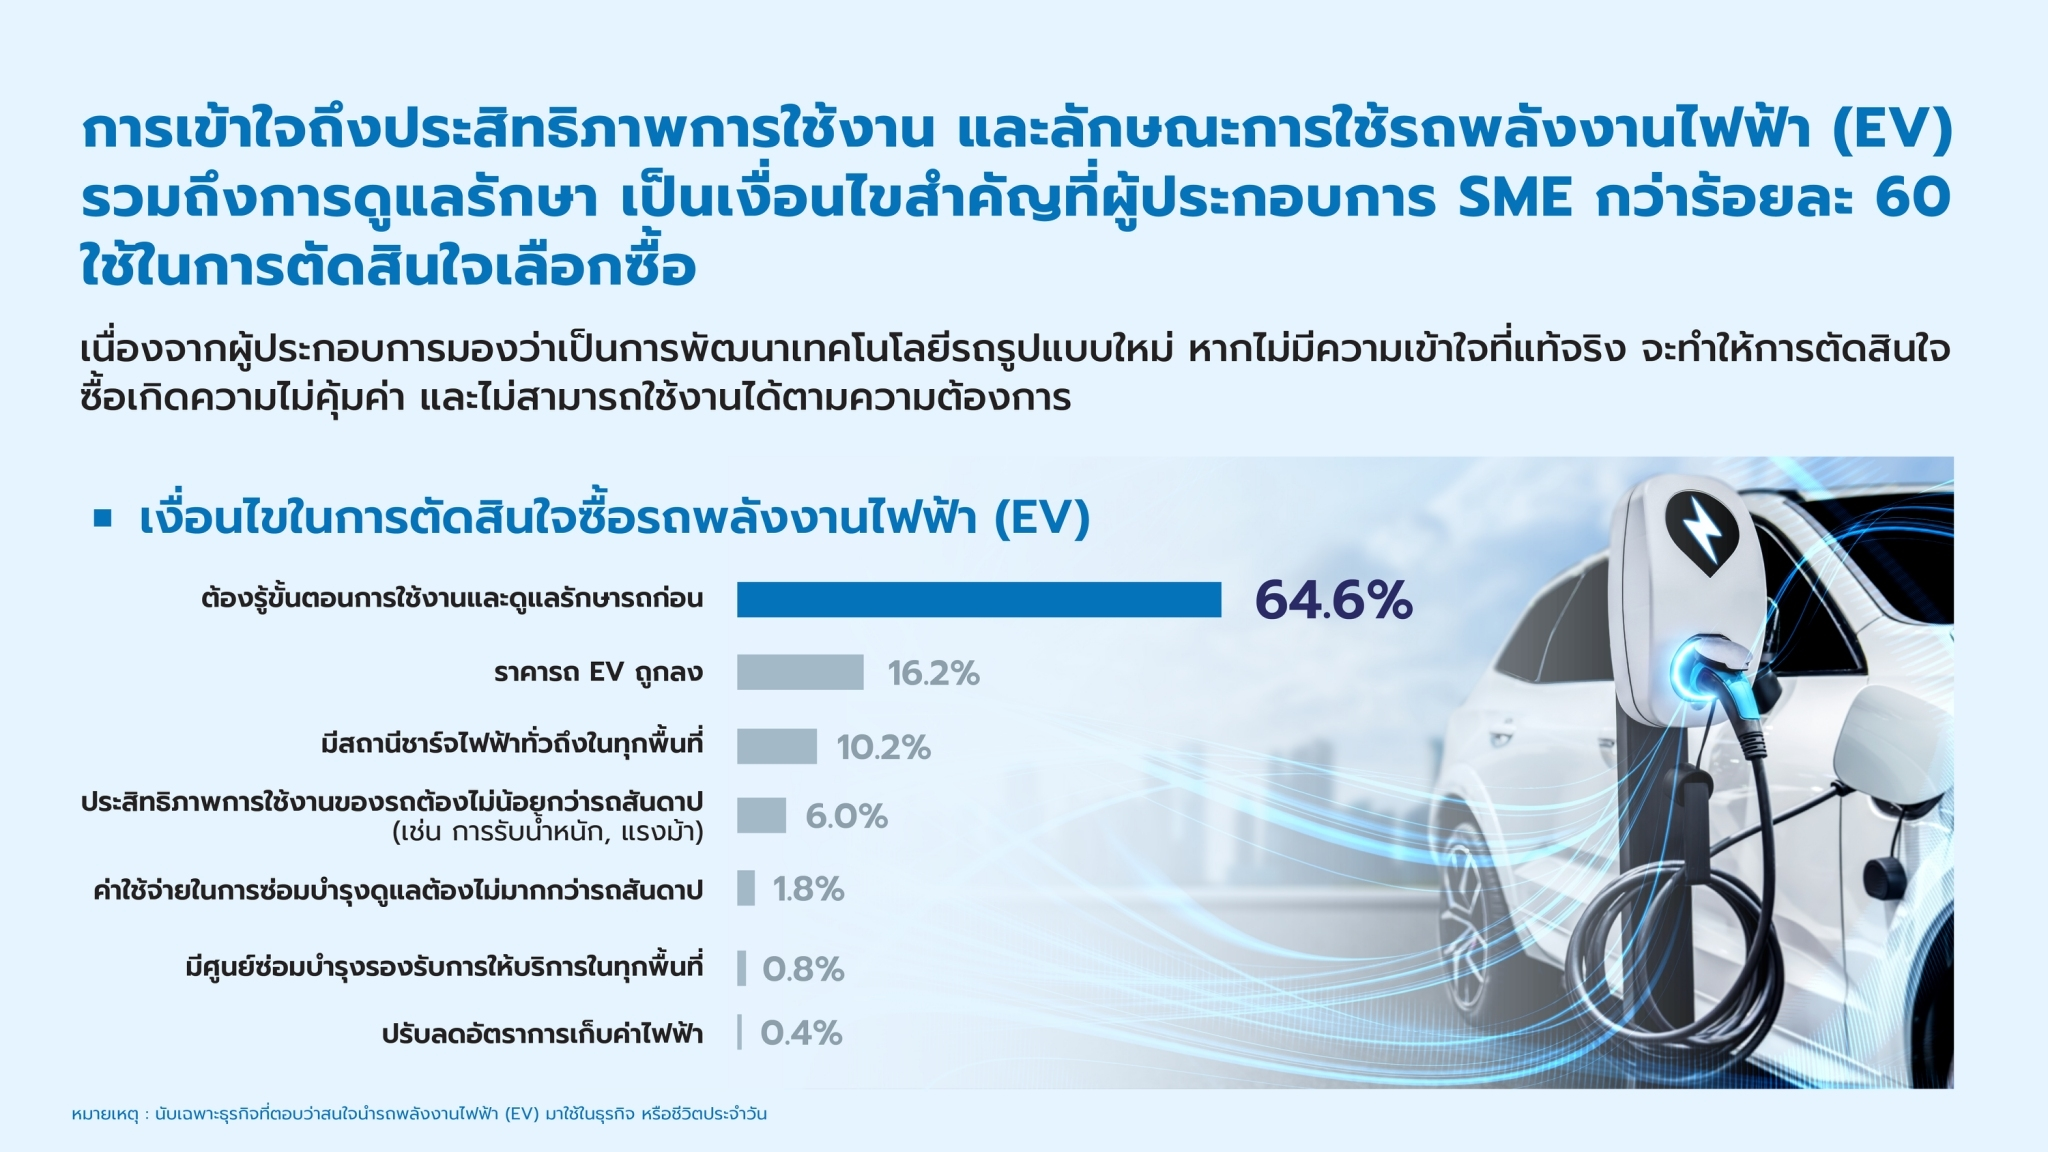 การเข้าใจถึงประสิทธิภาพการใช้งาน และลักษณะการใช้รถพลังงานไฟฟ้า (EV)
รวมถึงการดูแลรักษา เป็นเงื่อนไขสำคัญที่ผู้ประกอบการ SME กว่าร้อยละ 60
ใช้ในการตัดสินใจเลือกซื้อ
เนื่องจากผู้ประกอบการมองว่าเป็นการพัฒนาเทคโนโลยีรถรูปแบบใหม่ หากไม่มีความเข้าใจที่แท้จริง จะทำให้การตัดสินใจ
ซื้อเกิดความไม่คุ้มค่า และไม่สามารถใช้งานได้ตามความต้องการ
■ เงื่อนไขในการตัดสินใจซื้อรถพลังงานไฟฟ้า (EV)
ต้องรู้ขั้นตอนการใช้งานและดูแลรักษารถก่อน 64.6%
ราคารถ EV ถูกลง 16.2%
มีสถานีชาร์จไฟฟ้าทั่วถึงในทุกพื้นที่ 10.2%
ประสิทธิภาพการใช้งานของรถต้องไม่น้อยกว่ารถสันดาป
(เช่น การรับน้ำหนัก, แรงม้า) 6.0%
ค่าใช้จ่ายในการซ่อมบำรุงดูแลต้องไม่มากกว่ารถสันดาป 1.8%
มีศูนย์ซ่อมบำรุงรองรับการให้บริการในทุกพื้นที่ 0.8%
ปรับลดอัตราการเก็บค่าไฟฟ้า 0.4%
หมายเหตุ : นับเฉพาะธุรกิจที่ตอบว่าสนใจนำรถพลังงานไฟฟ้า (EV) มาใช้ในธุรกิจ หรือชีวิตประจำวัน